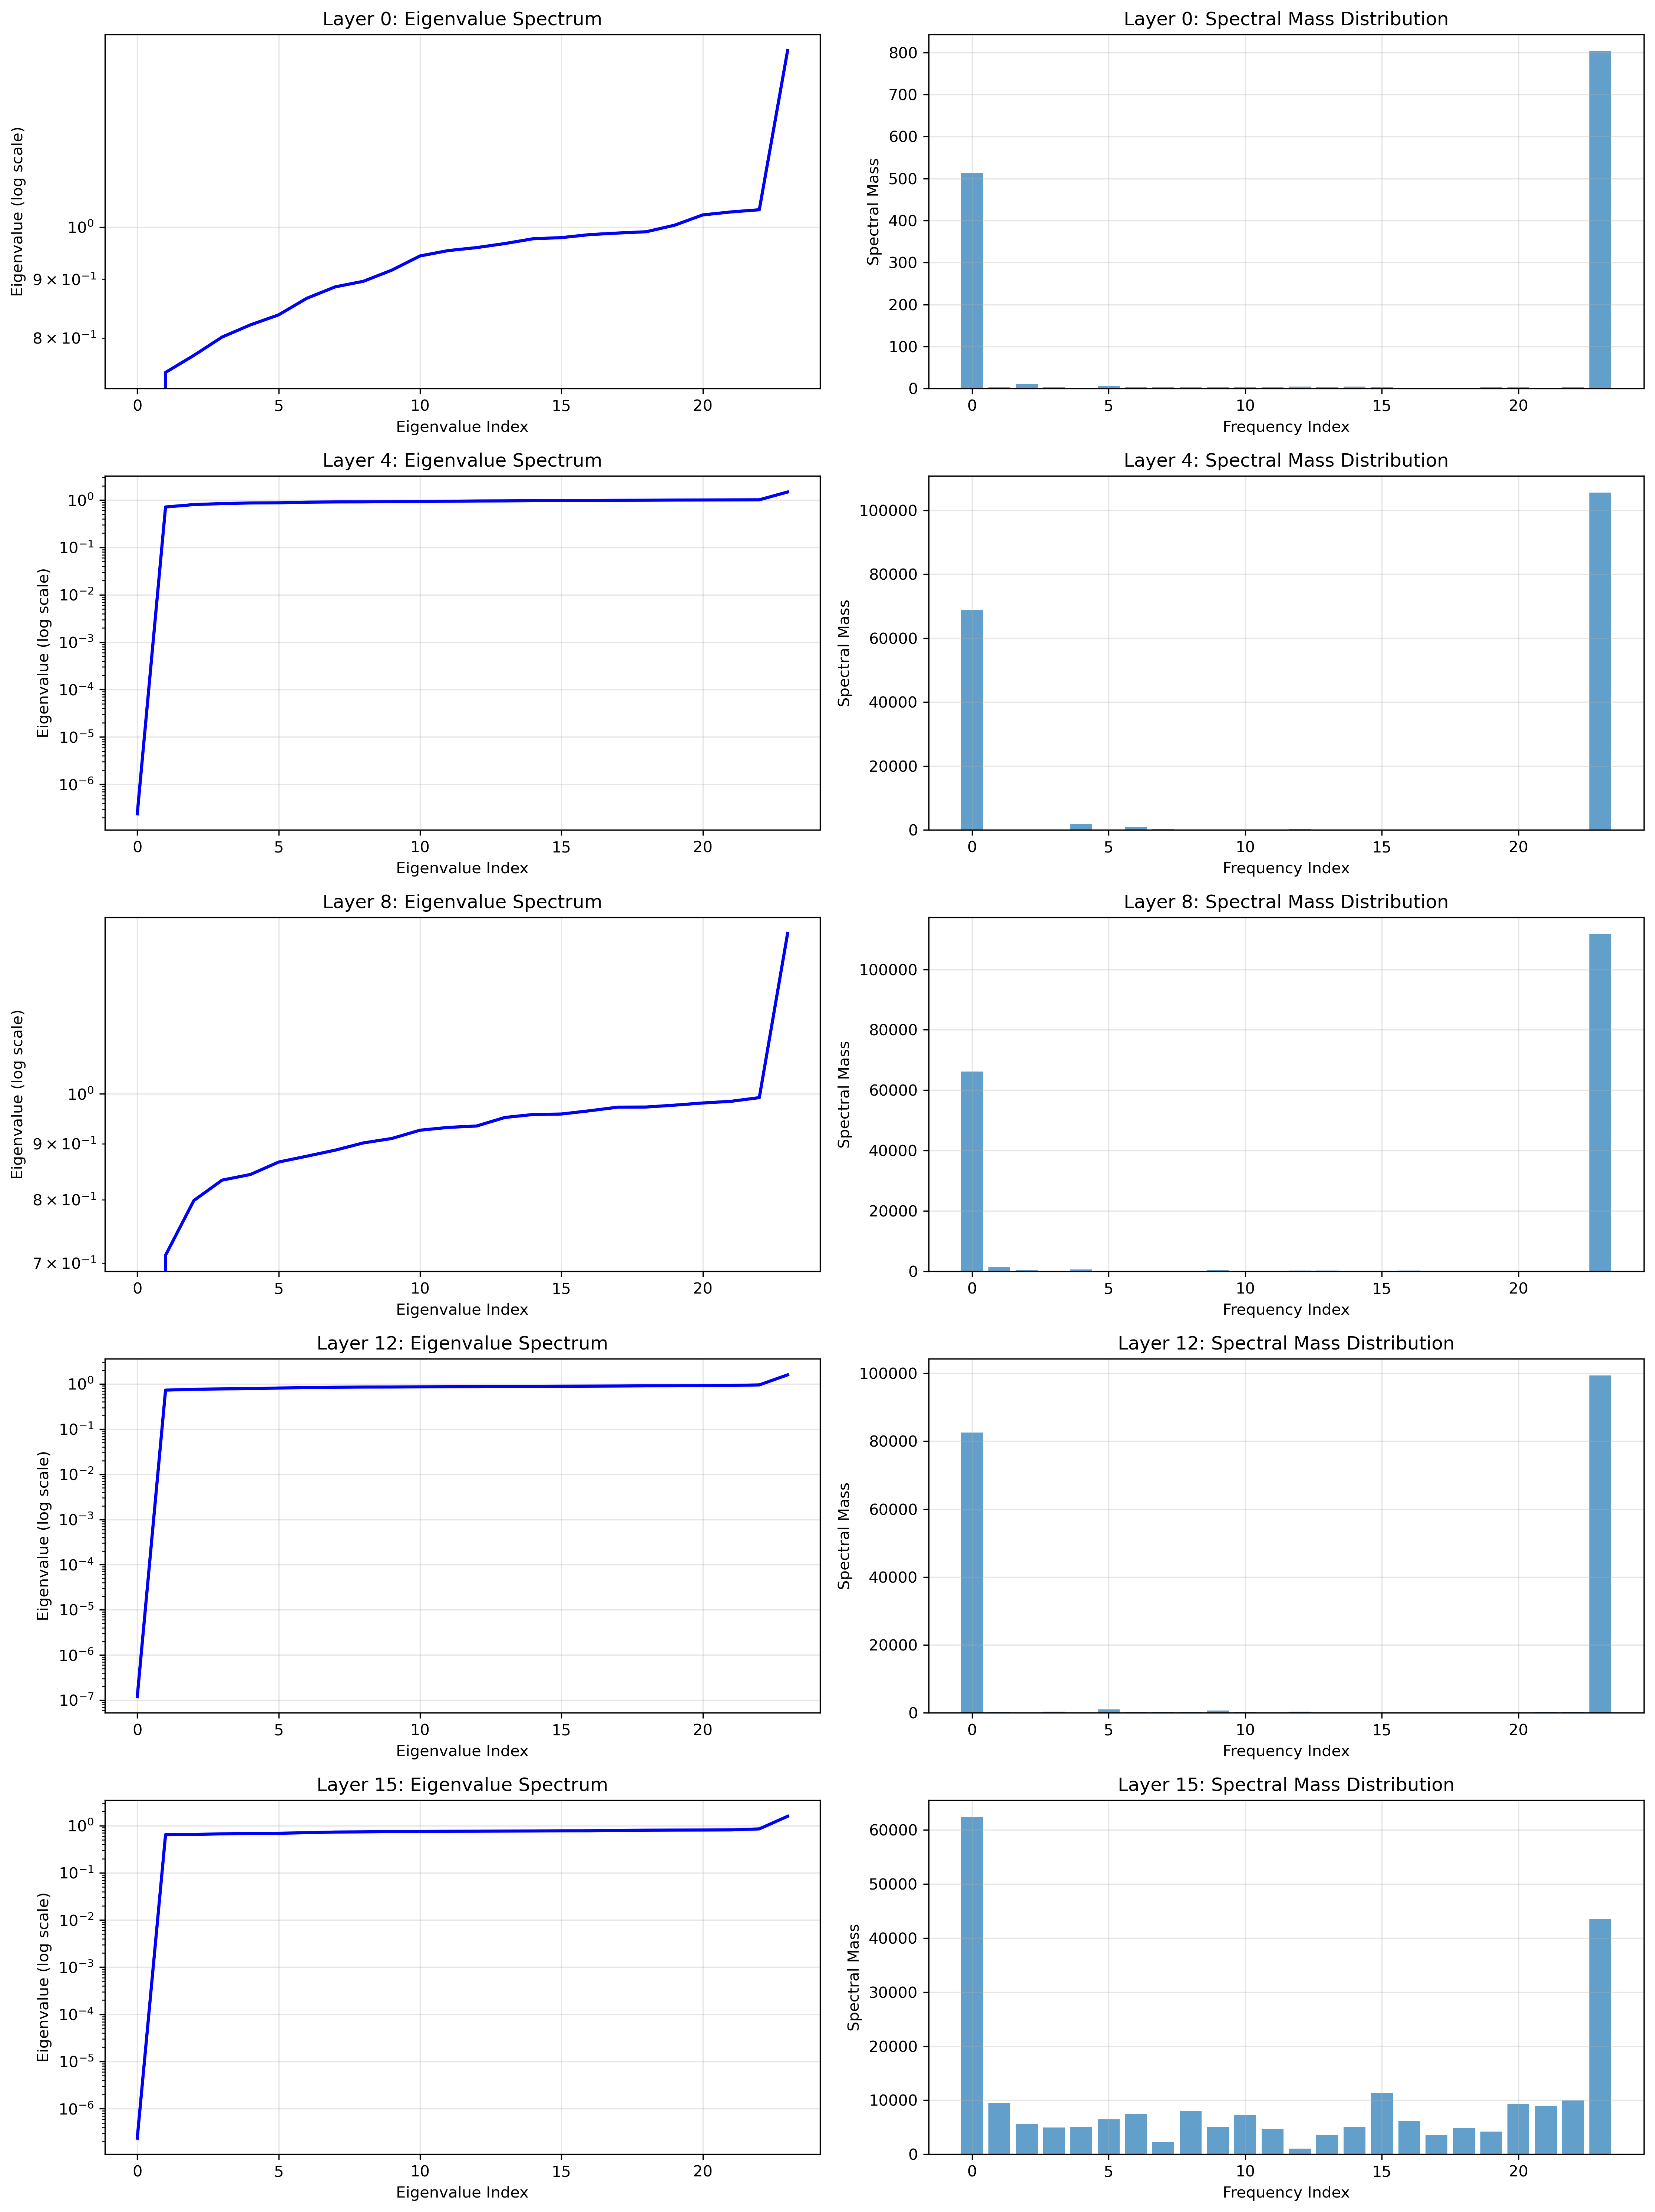 Layer 0: Eigenvalue Spectrum
Eigenvalue (log scale)
10⁰
9 × 10⁻¹
8 × 10⁻¹
0 5 10 15 20
Eigenvalue Index
Layer 0: Spectral Mass Distribution
Spectral Mass
800
700
600
500
400
300
200
100
0
0 5 10 15 20
Frequency Index
Layer 4: Eigenvalue Spectrum
Eigenvalue (log scale)
10⁰
10⁻¹
10⁻²
10⁻³
10⁻⁴
10⁻⁵
10⁻⁶
0 5 10 15 20
Eigenvalue Index
Layer 4: Spectral Mass Distribution
Spectral Mass
100000
80000
60000
40000
20000
0
0 5 10 15 20
Frequency Index
Layer 8: Eigenvalue Spectrum
Eigenvalue (log scale)
10⁰
9 × 10⁻¹
8 × 10⁻¹
7 × 10⁻¹
0 5 10 15 20
Eigenvalue Index
Layer 8: Spectral Mass Distribution
Spectral Mass
100000
80000
60000
40000
20000
0
0 5 10 15 20
Frequency Index
Layer 12: Eigenvalue Spectrum
Eigenvalue (log scale)
10⁰
10⁻¹
10⁻²
10⁻³
10⁻⁴
10⁻⁵
10⁻⁶
10⁻⁷
0 5 10 15 20
Eigenvalue Index
Layer 12: Spectral Mass Distribution
Spectral Mass
100000
80000
60000
40000
20000
0
0 5 10 15 20
Frequency Index
Layer 15: Eigenvalue Spectrum
Eigenvalue (log scale)
10⁰
10⁻¹
10⁻²
10⁻³
10⁻⁴
10⁻⁵
10⁻⁶
0 5 10 15 20
Eigenvalue Index
Layer 15: Spectral Mass Distribution
Spectral Mass
60000
50000
40000
30000
20000
10000
0
0 5 10 15 20
Frequency Index